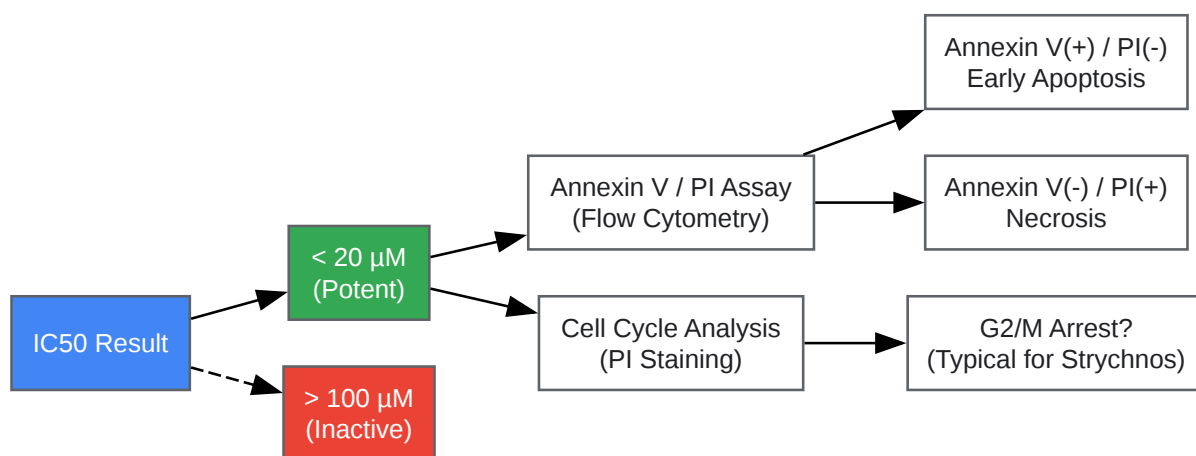 IC50 Result
< 20 µM
(Potent)
> 100 µM
(Inactive)
Annexin V / PI Assay
(Flow Cytometry)
Cell Cycle Analysis
(PI Staining)
Annexin V(+) / PI(-)
Early Apoptosis
Annexin V(-) / PI(+)
Necrosis
G2/M Arrest?
(Typical for Strychnos)